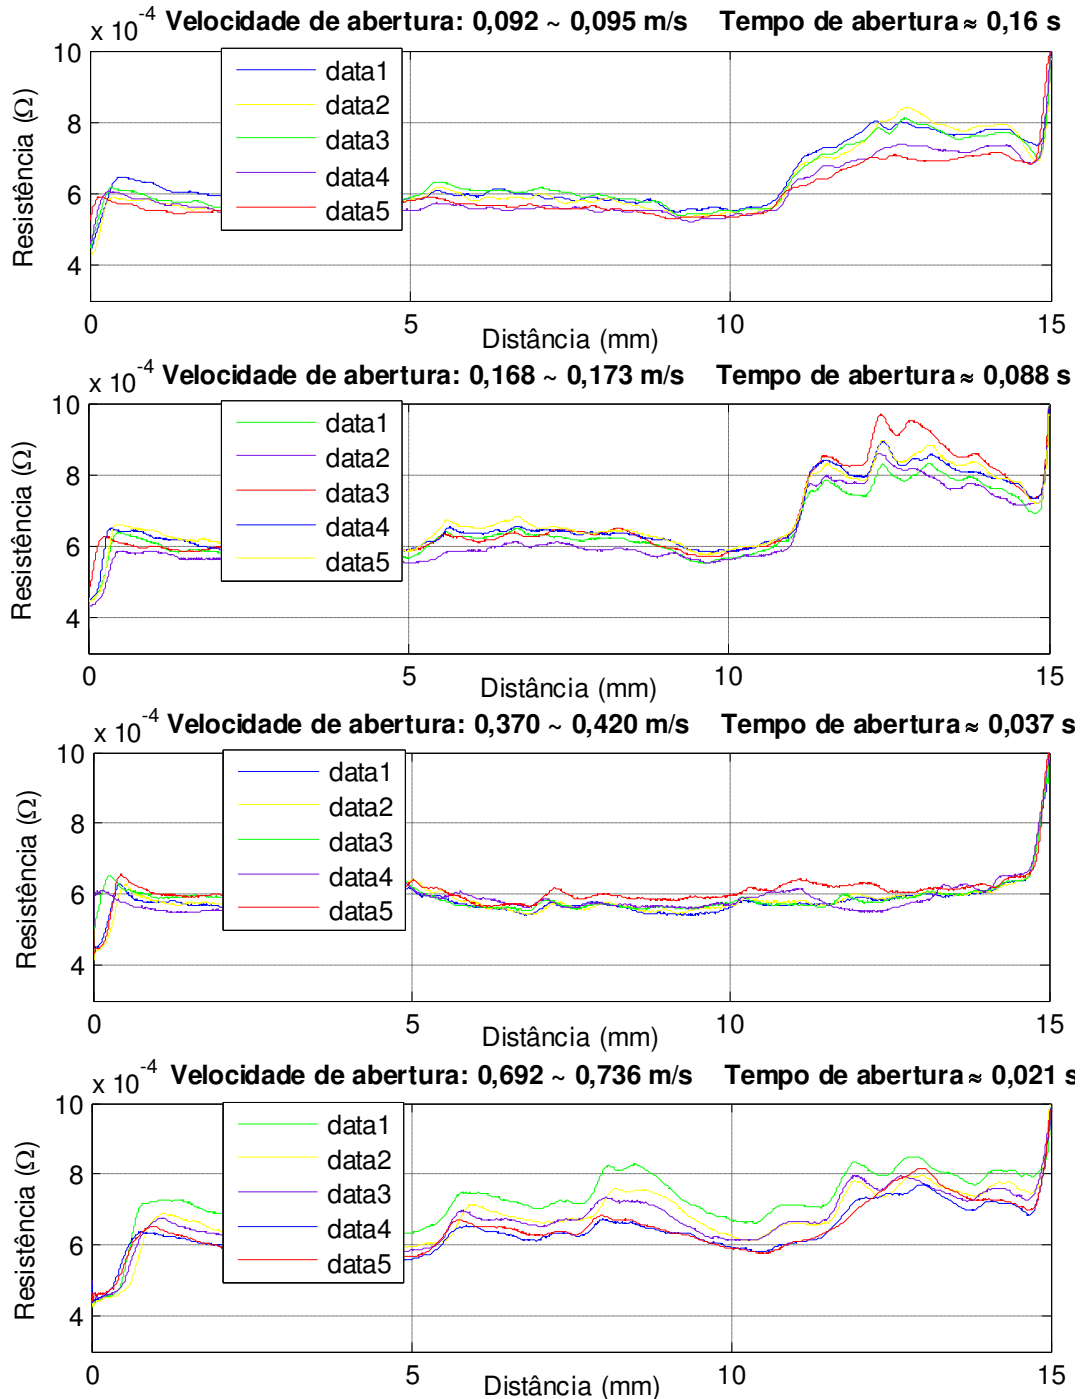 x 10⁻⁴ Velocidade de abertura: 0,092 ~ 0,095 m/s Tempo de abertura ≈ 0,16 s
10
8
6
4
Resistência (Ω)
data1
data2
data3
data4
data5
0 5 10 15
Distância (mm)
x 10⁻⁴ Velocidade de abertura: 0,168 ~ 0,173 m/s Tempo de abertura ≈ 0,088 s
10
8
6
4
Resistência (Ω)
data1
data2
data3
data4
data5
0 5 10 15
Distância (mm)
x 10⁻⁴ Velocidade de abertura: 0,370 ~ 0,420 m/s Tempo de abertura ≈ 0,037 s
10
8
6
4
Resistência (Ω)
data1
data2
data3
data4
data5
0 5 10 15
Distância (mm)
x 10⁻⁴ Velocidade de abertura: 0,692 ~ 0,736 m/s Tempo de abertura ≈ 0,021 s
10
8
6
4
Resistência (Ω)
data1
data2
data3
data4
data5
0 5 10 15
Distância (mm)